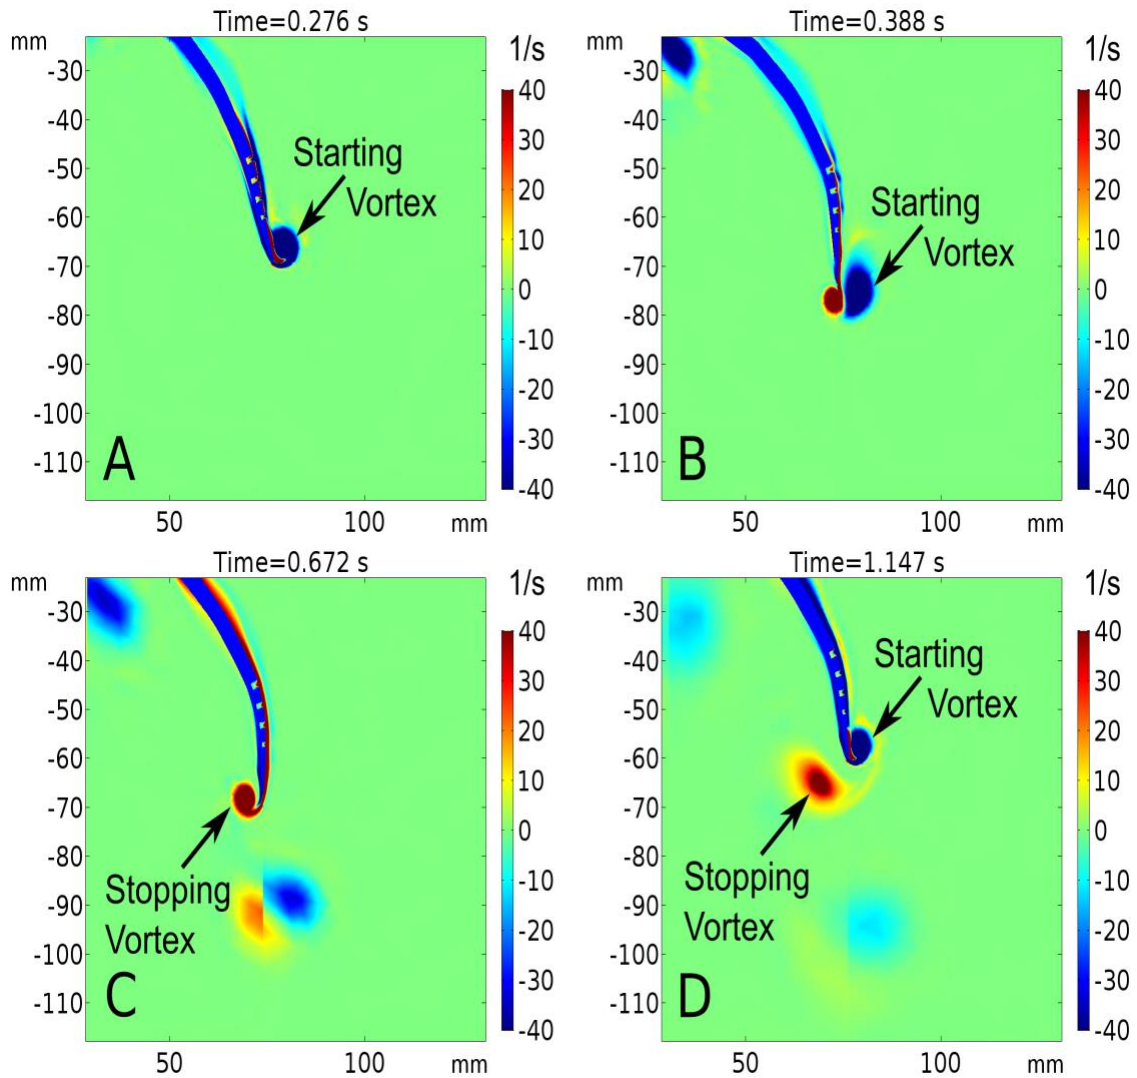 Time=0.276 s
mm
1/s
-30
-40
-50
-60
-70
-80
-90
-100
-110
50
100
mm
40
30
20
10
0
-10
-20
-30
-40
Starting
Vortex
A
Time=0.388 s
mm
1/s
-30
-40
-50
-60
-70
-80
-90
-100
-110
50
100
mm
40
30
20
10
0
-10
-20
-30
-40
Starting
Vortex
B
Time=0.672 s
mm
1/s
-30
-40
-50
-60
-70
-80
-90
-100
-110
50
100
mm
40
30
20
10
0
-10
-20
-30
-40
Stopping
Vortex
C
Time=1.147 s
mm
1/s
-30
-40
-50
-60
-70
-80
-90
-100
-110
50
100
mm
40
30
20
10
0
-10
-20
-30
-40
Starting
Vortex
Stopping
Vortex
D